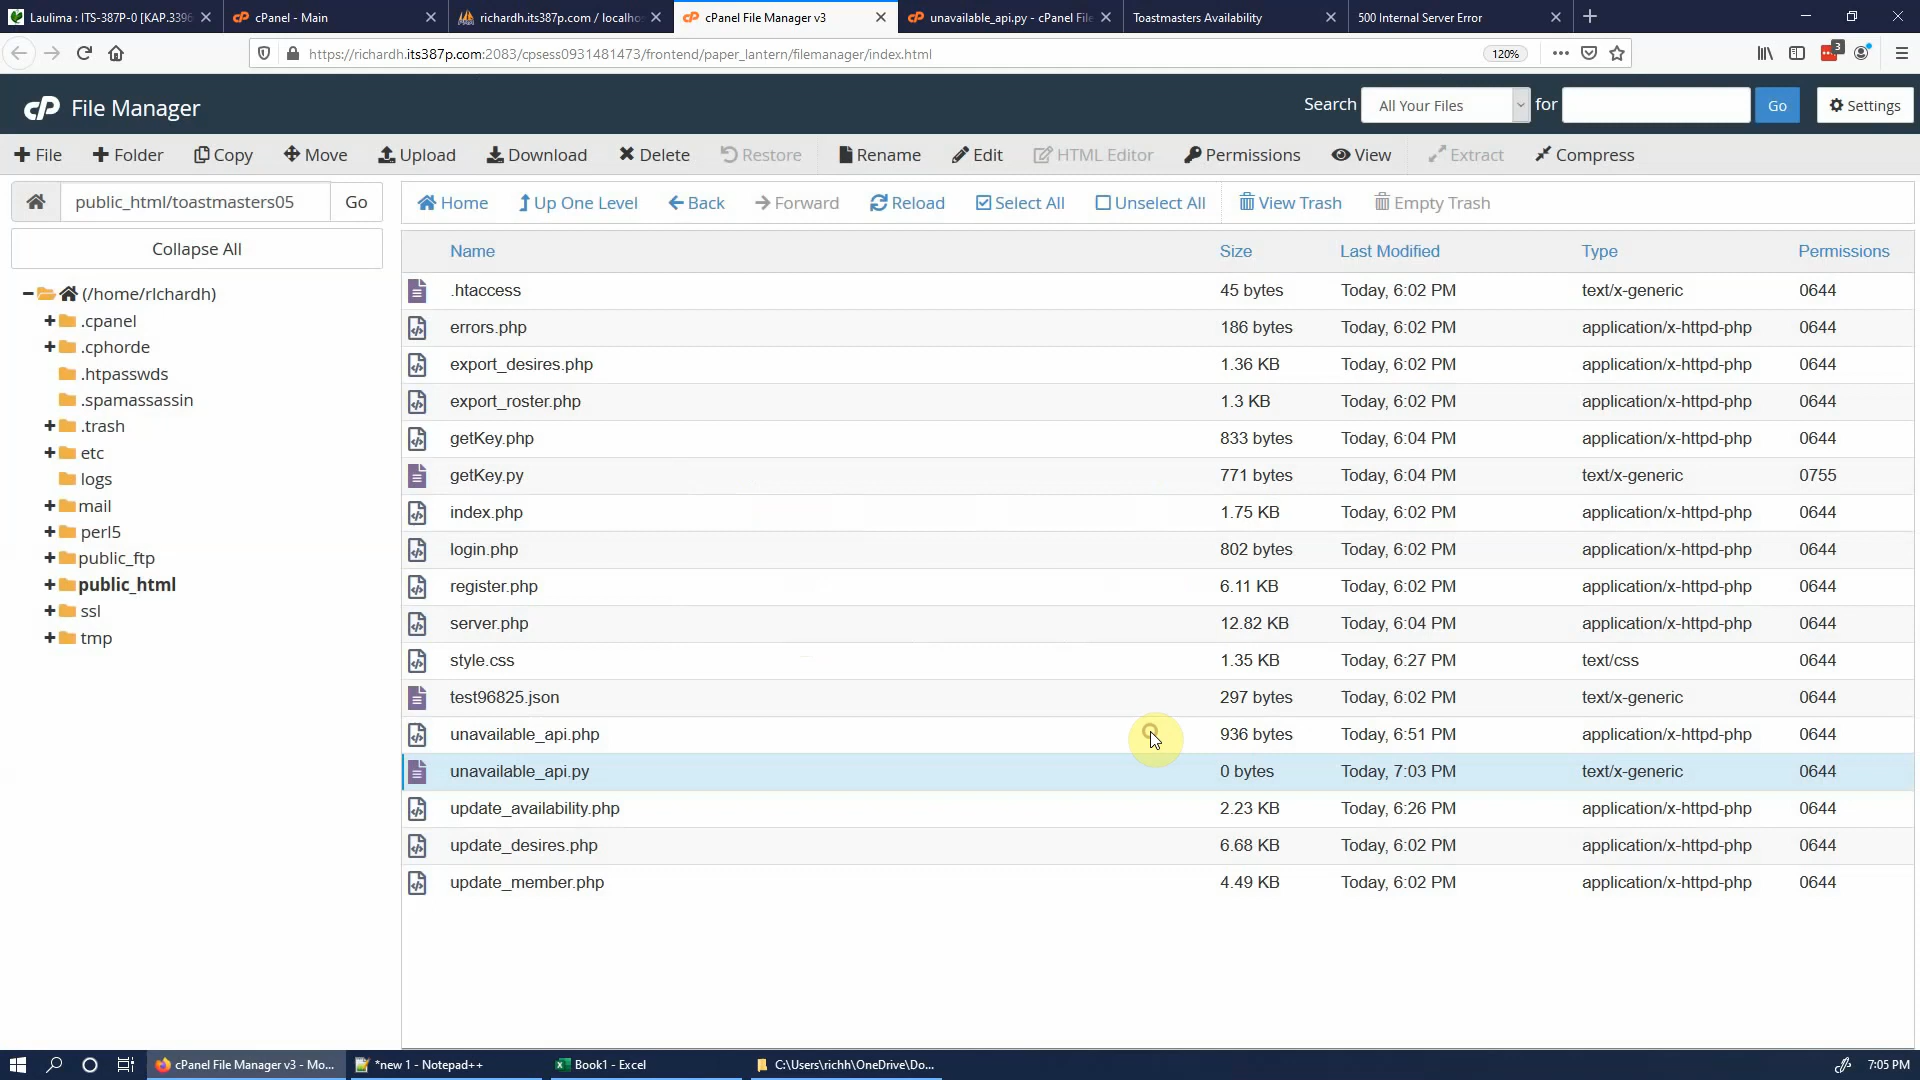 Laulima : ITS-387P-0 [KAP.3396
cPanel - Main
richardh.its387p.com / localho
cPanel File Manager v3
unavailable_api.py - cPanel File
Toastmasters Availability
500 Internal Server Error
https://richardh.its387p.com:2083/cpsess0931481473/frontend/paper_lantern/filemanager/index.html
120%
3
cP File Manager
Search All Your Files for Go Settings
File Folder Copy Move Upload Download Delete Restore Rename Edit HTML Editor Permissions View Extract Compress
public_html/toastmasters05 Go
Home Up One Level Back Forward Reload Select All Unselect All View Trash Empty Trash
Collapse All
(/home/rlchardh)
.cpanel
.cphorde
.htpasswds
.spamassassin
.trash
etc
logs
mail
perl5
public_ftp
public_html
ssl
tmp
Name Size Last Modified Type Permissions
.htaccess 45 bytes Today, 6:02 PM text/x-generic 0644
errors.php 186 bytes Today, 6:02 PM application/x-httpd-php 0644
export_desires.php 1.36 KB Today, 6:02 PM application/x-httpd-php 0644
export_roster.php 1.3 KB Today, 6:02 PM application/x-httpd-php 0644
getKey.php 833 bytes Today, 6:04 PM application/x-httpd-php 0644
getKey.py 771 bytes Today, 6:04 PM text/x-generic 0755
index.php 1.75 KB Today, 6:02 PM application/x-httpd-php 0644
login.php 802 bytes Today, 6:02 PM application/x-httpd-php 0644
register.php 6.11 KB Today, 6:02 PM application/x-httpd-php 0644
server.php 12.82 KB Today, 6:04 PM application/x-httpd-php 0644
style.css 1.35 KB Today, 6:27 PM text/css 0644
test96825.json 297 bytes Today, 6:02 PM text/x-generic 0644
unavailable_api.php 936 bytes Today, 6:51 PM application/x-httpd-php 0644
unavailable_api.py 0 bytes Today, 7:03 PM text/x-generic 0644
update_availability.php 2.23 KB Today, 6:26 PM application/x-httpd-php 0644
update_desires.php 6.68 KB Today, 6:02 PM application/x-httpd-php 0644
update_member.php 4.49 KB Today, 6:02 PM application/x-httpd-php 0644
cPanel File Manager v3 - Mo...
*new 1 - Notepad++
Book1 - Excel
C:\Users\richh\OneDrive\Do...
7:05 PM